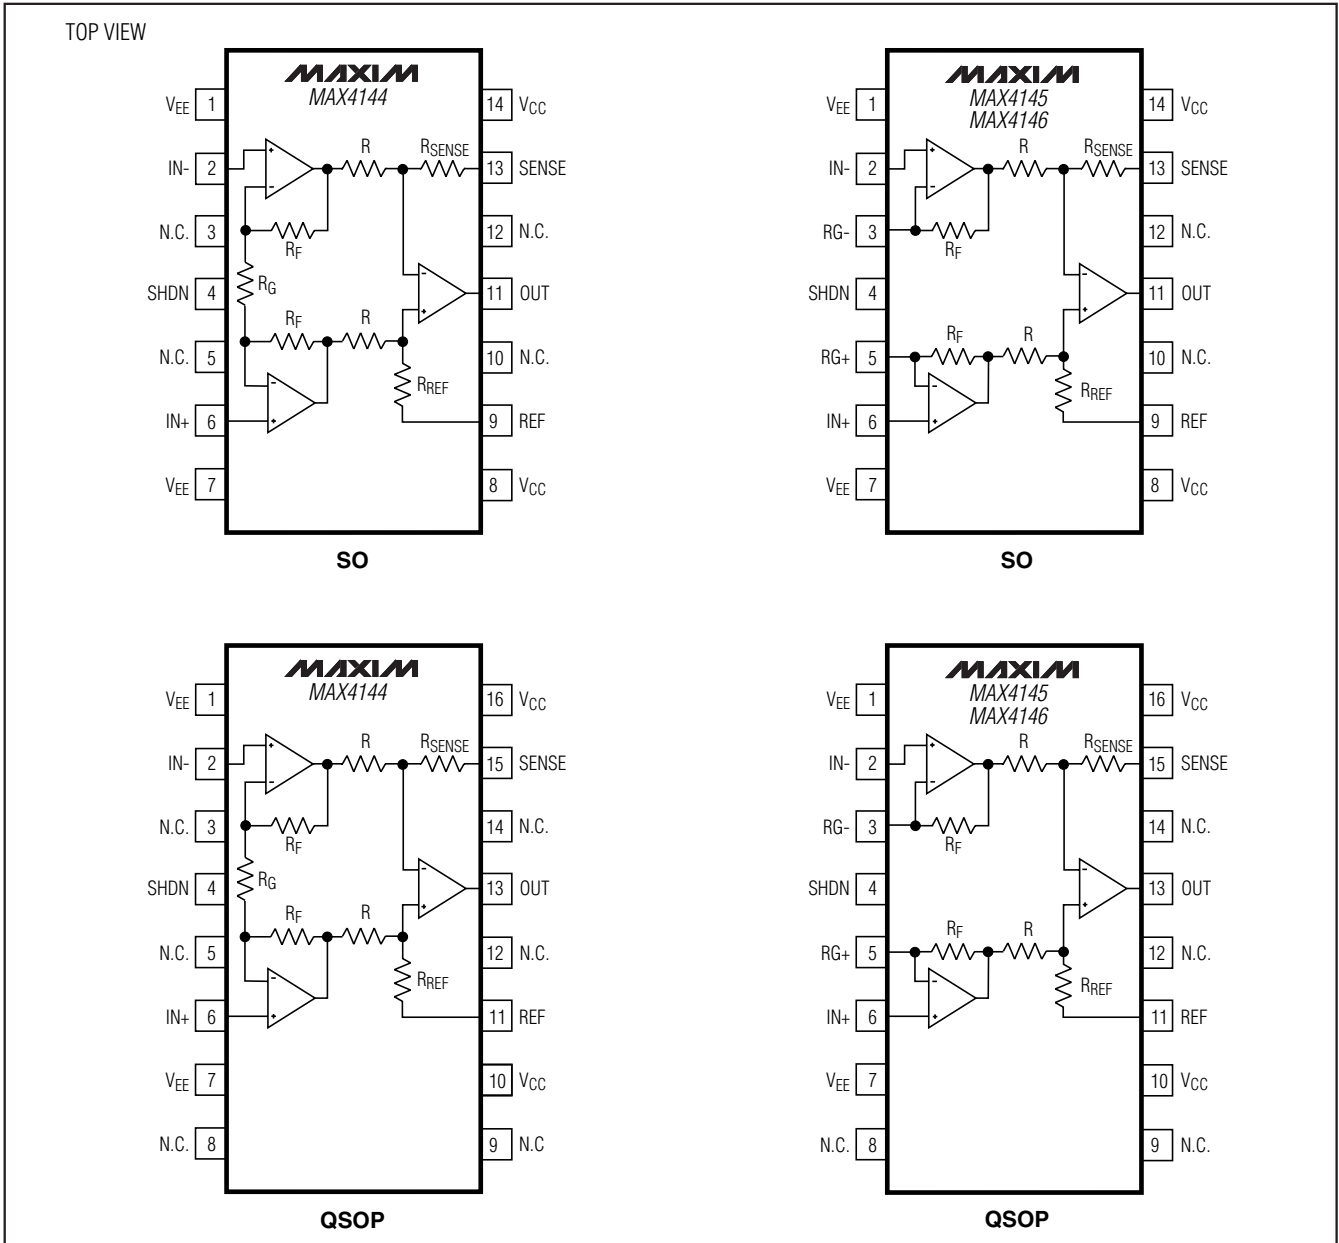 TOP VIEW
MAXIM
MAX4144
VEE 1
IN- 2
N.C. 3
SHDN 4
N.C. 5
IN+ 6
VEE 7
14 VCC
13 SENSE
12 N.C.
11 OUT
10 N.C.
9 REF
8 VCC
R
RSENSE
+
-
RF
RG
-
+
RF
R
-
+
RREF
SO
MAXIM
MAX4145
MAX4146
VEE 1
IN- 2
RG- 3
SHDN 4
RG+ 5
IN+ 6
VEE 7
14 VCC
13 SENSE
12 N.C.
11 OUT
10 N.C.
9 REF
8 VCC
R
RSENSE
+
-
RF
-
+
RF
R
-
+
RREF
SO
MAXIM
MAX4144
VEE 1
IN- 2
N.C. 3
SHDN 4
N.C. 5
IN+ 6
VEE 7
N.C. 8
16 VCC
15 SENSE
14 N.C.
13 OUT
12 N.C.
11 REF
10 VCC
9 N.C
R
RSENSE
+
-
RF
RG
-
+
RF
R
-
+
RREF
QSOP
MAXIM
MAX4145
MAX4146
VEE 1
IN- 2
RG- 3
SHDN 4
RG+ 5
IN+ 6
VEE 7
N.C. 8
16 VCC
15 SENSE
14 N.C.
13 OUT
12 N.C.
11 REF
10 VCC
9 N.C.
R
RSENSE
+
-
RF
-
+
RF
R
-
+
RREF
QSOP